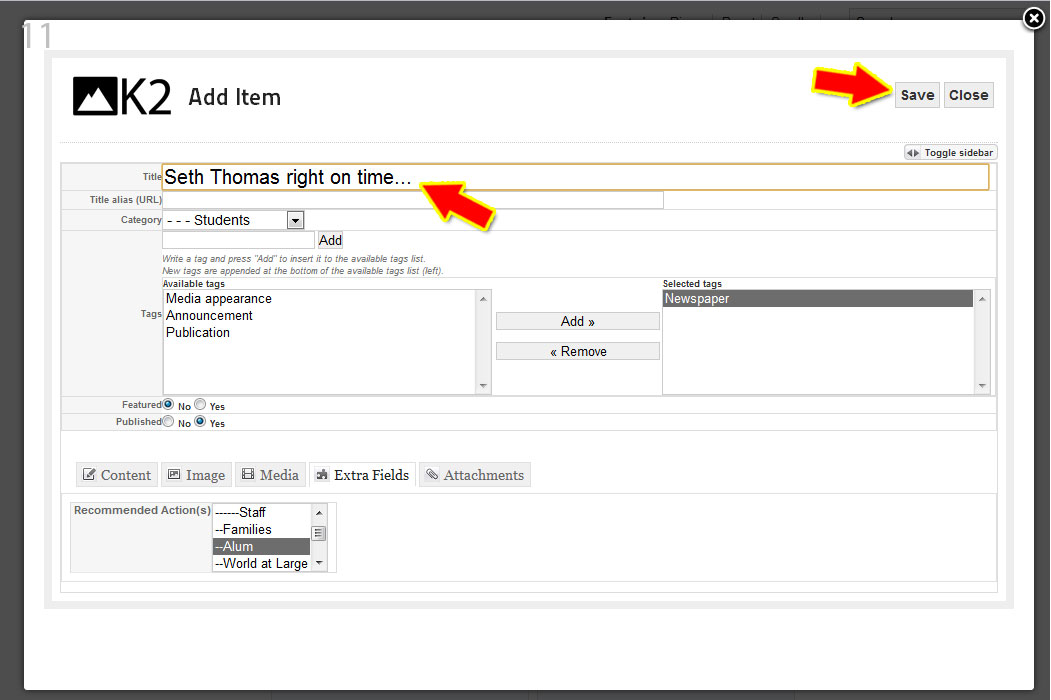 11
K2 Add Item
Save Close
Toggle sidebar
Title Seth Thomas right on time...
Title alias (URL)
Category - - - Students
Add
Write a tag and press "Add" to insert it to the available tags list.
New tags are appended at the bottom of the available tags list (left).
Available tags
Selected tags
Tags
Media appearance
Announcement
Publication
Add »
« Remove
Newspaper
Featured No Yes
Published No Yes
Content Image Media Extra Fields Attachments
Recommended Action(s)
------Staff
--Families
--Alum
--World at Large